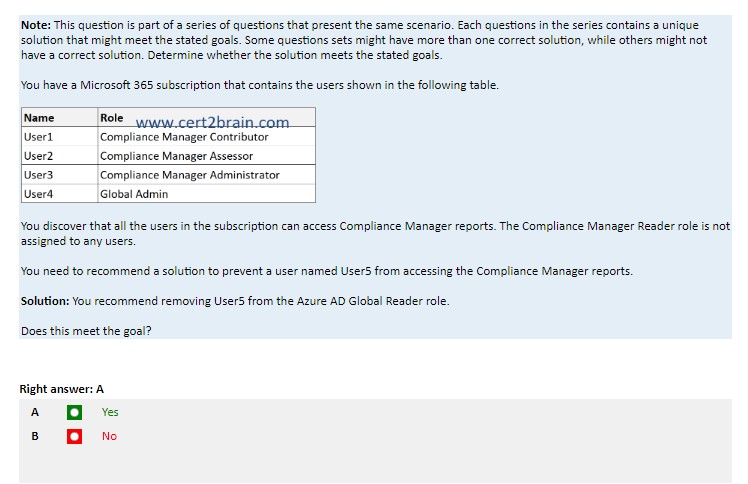 Note: This question is part of a series of questions that present the same scenario. Each questions in the series contains a unique
solution that might meet the stated goals. Some questions sets might have more than one correct solution, while others might not
have a correct solution. Determine whether the solution meets the stated goals.
You have a Microsoft 365 subscription that contains the users shown in the following table.
Name Role www.cert2brain.com
User1 Compliance Manager Contributor
User2 Compliance Manager Assessor
User3 Compliance Manager Administrator
User4 Global Admin
You discover that all the users in the subscription can access Compliance Manager reports. The Compliance Manager Reader role is not
assigned to any users.
You need to recommend a solution to prevent a user named User5 from accessing the Compliance Manager reports.
Solution: You recommend removing User5 from the Azure AD Global Reader role.
Does this meet the goal?
Right answer: A
A Yes
B No